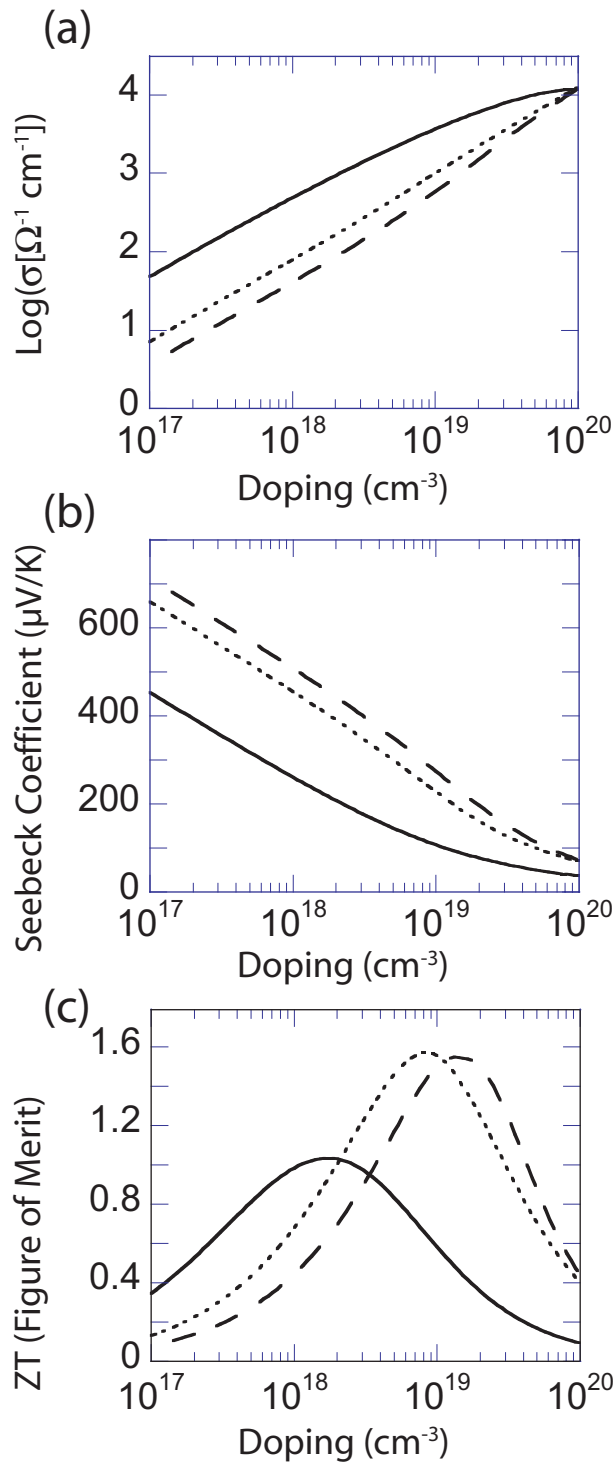 (a)
Log(σ[Ω⁻¹ cm⁻¹])
4
3
2
1
0
10¹⁷ 10¹⁸ 10¹⁹ 10²⁰
Doping (cm⁻³)
(b)
Seebeck Coefficient (µV/K)
600
400
200
0
10¹⁷ 10¹⁸ 10¹⁹ 10²⁰
Doping (cm⁻³)
(c)
ZT (Figure of Merit)
1.6
1.2
0.8
0.4
0
10¹⁷ 10¹⁸ 10¹⁹ 10²⁰
Doping (cm⁻³)